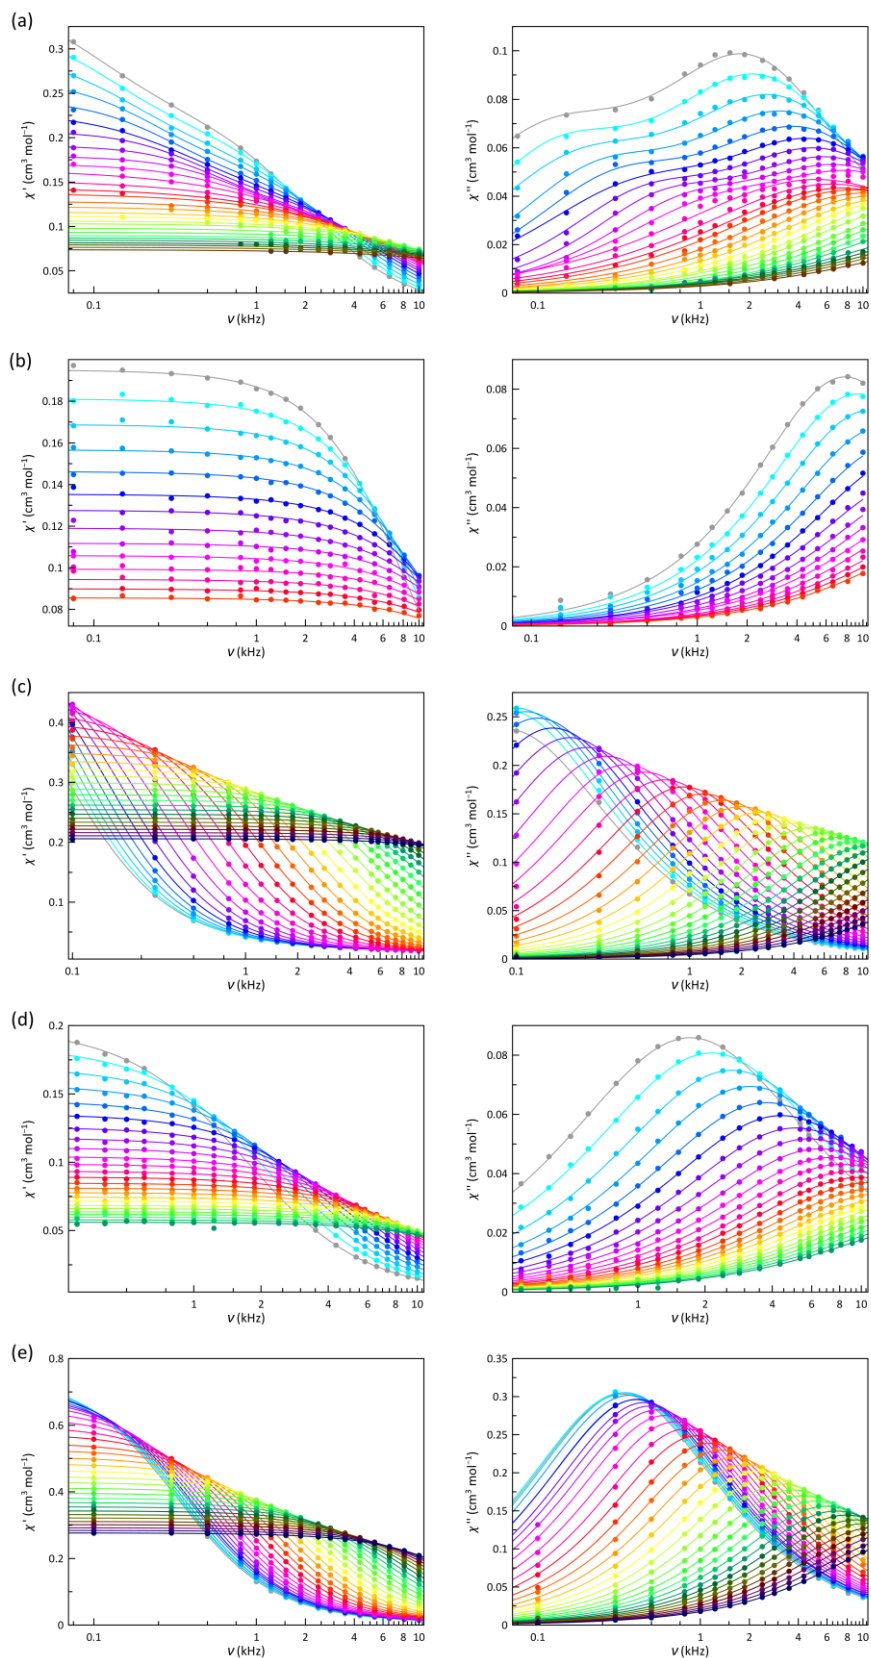 (a)
0.3
0.25
0.2
0.15
0.1
0.05
χ' (cm³ mol⁻¹)
0.1 1 2 4 6 8 10
ν (kHz)
0.1
0.08
0.06
0.04
0.02
0
χ'' (cm³ mol⁻¹)
0.1 1 2 4 6 8 10
ν (kHz)
(b)
0.18
0.16
0.14
0.12
0.1
0.08
χ' (cm³ mol⁻¹)
0.1 1 2 4 6 8 10
ν (kHz)
0.08
0.06
0.04
0.02
0
χ'' (cm³ mol⁻¹)
0.1 1 2 4 6 8 10
ν (kHz)
(c)
0.4
0.3
0.2
0.1
χ' (cm³ mol⁻¹)
0.1 1 2 4 6 8 10
ν (kHz)
0.25
0.2
0.15
0.1
0.05
0
χ'' (cm³ mol⁻¹)
0.1 1 2 4 6 8 10
ν (kHz)
(d)
0.2
0.15
0.1
0.05
χ' (cm³ mol⁻¹)
1 2 4 6 8 10
ν (kHz)
0.08
0.06
0.04
0.02
0
χ'' (cm³ mol⁻¹)
1 2 4 6 8 10
ν (kHz)
(e)
0.8
0.6
0.4
0.2
0
χ' (cm³ mol⁻¹)
0.1 1 2 4 6 8 10
ν (kHz)
0.35
0.3
0.25
0.2
0.15
0.1
0.05
0
χ'' (cm³ mol⁻¹)
0.1 1 2 4 6 8 10
ν (kHz)